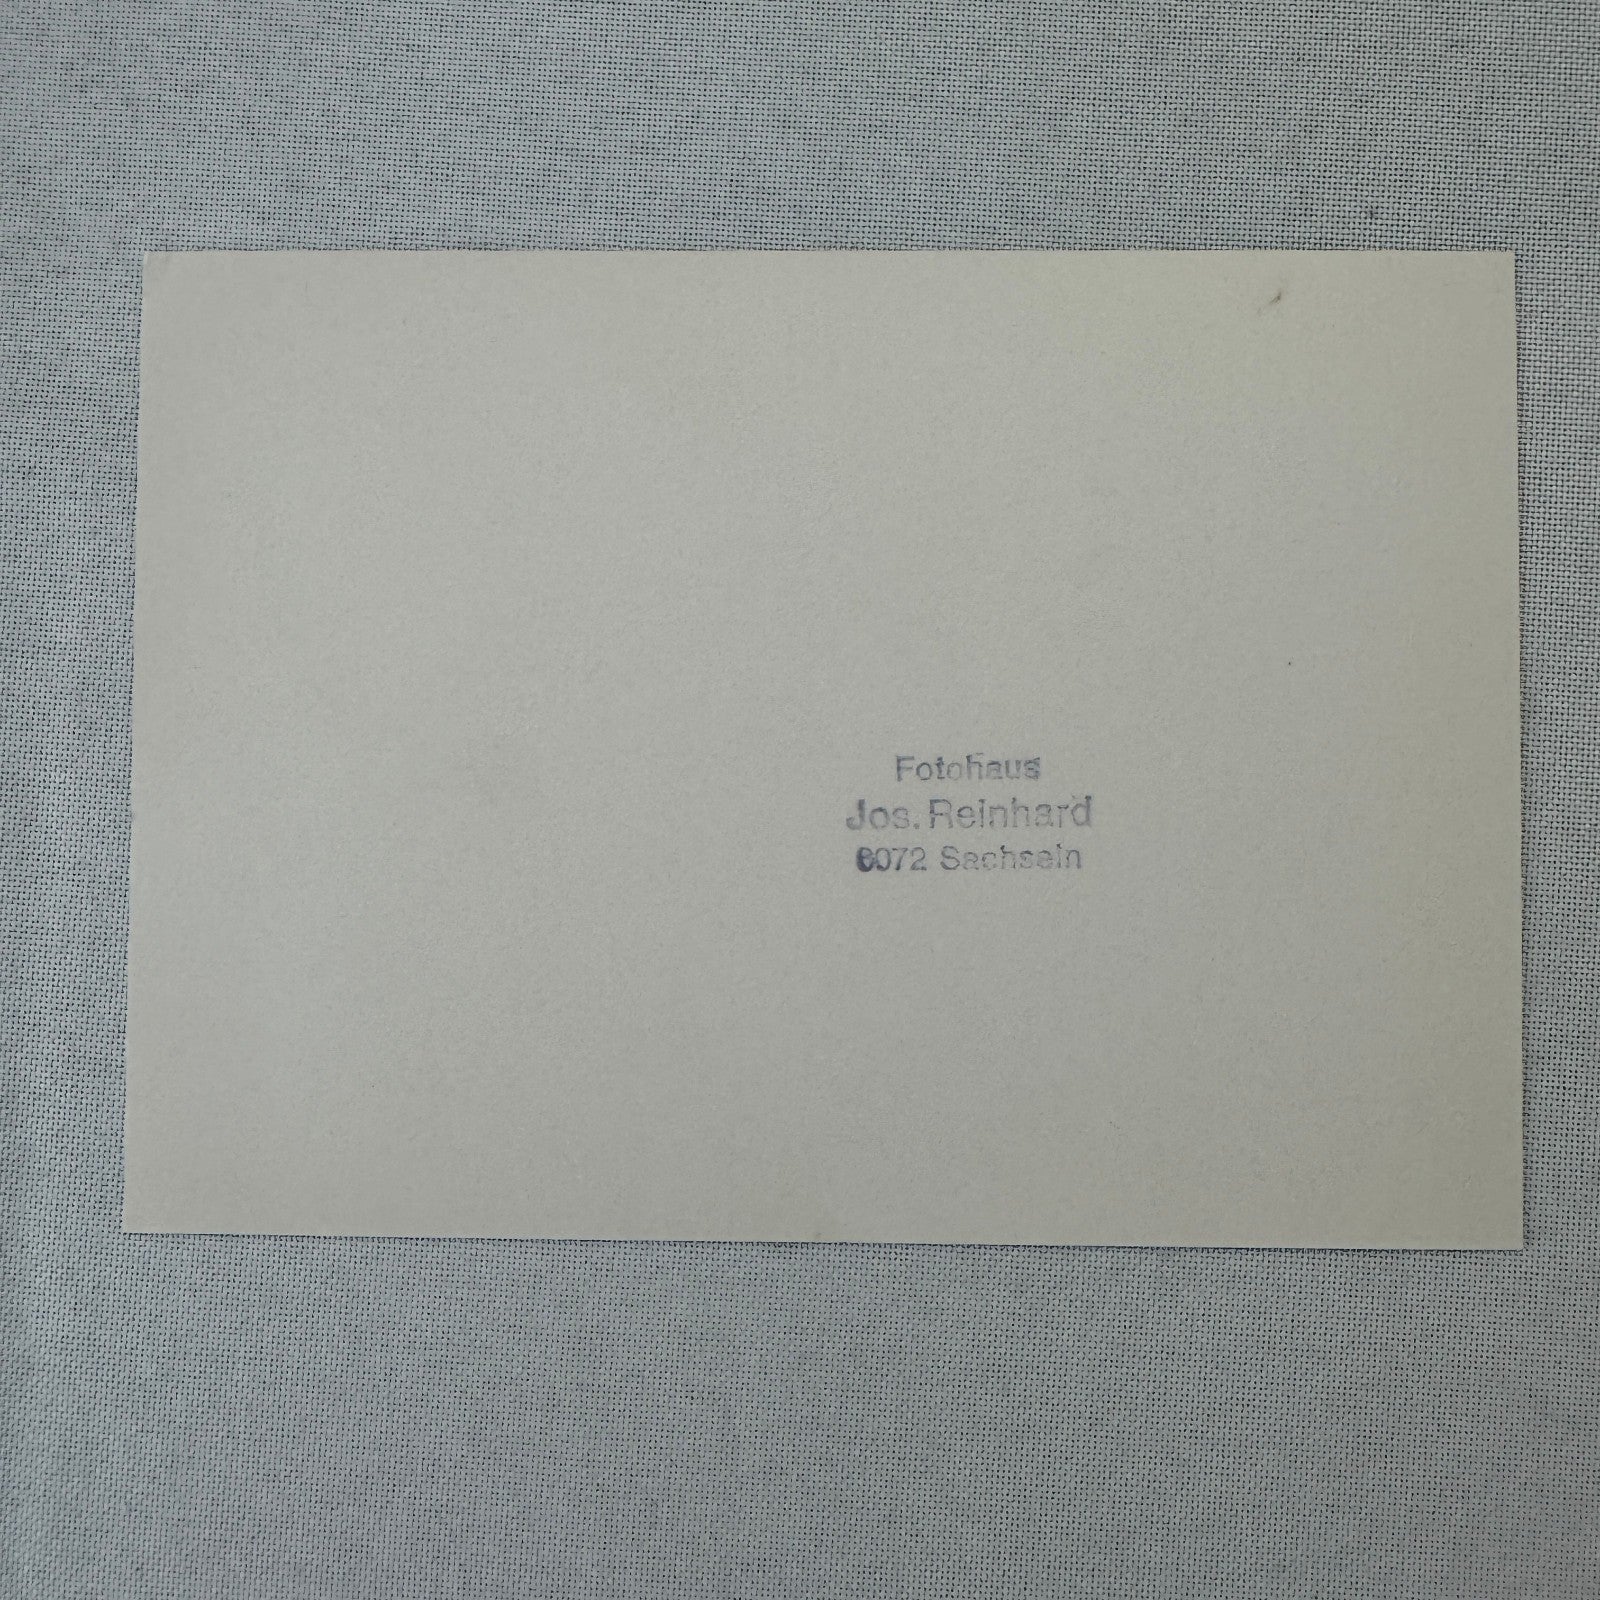 Fotohaus
Jos. Reinhard
6072 Sachseln